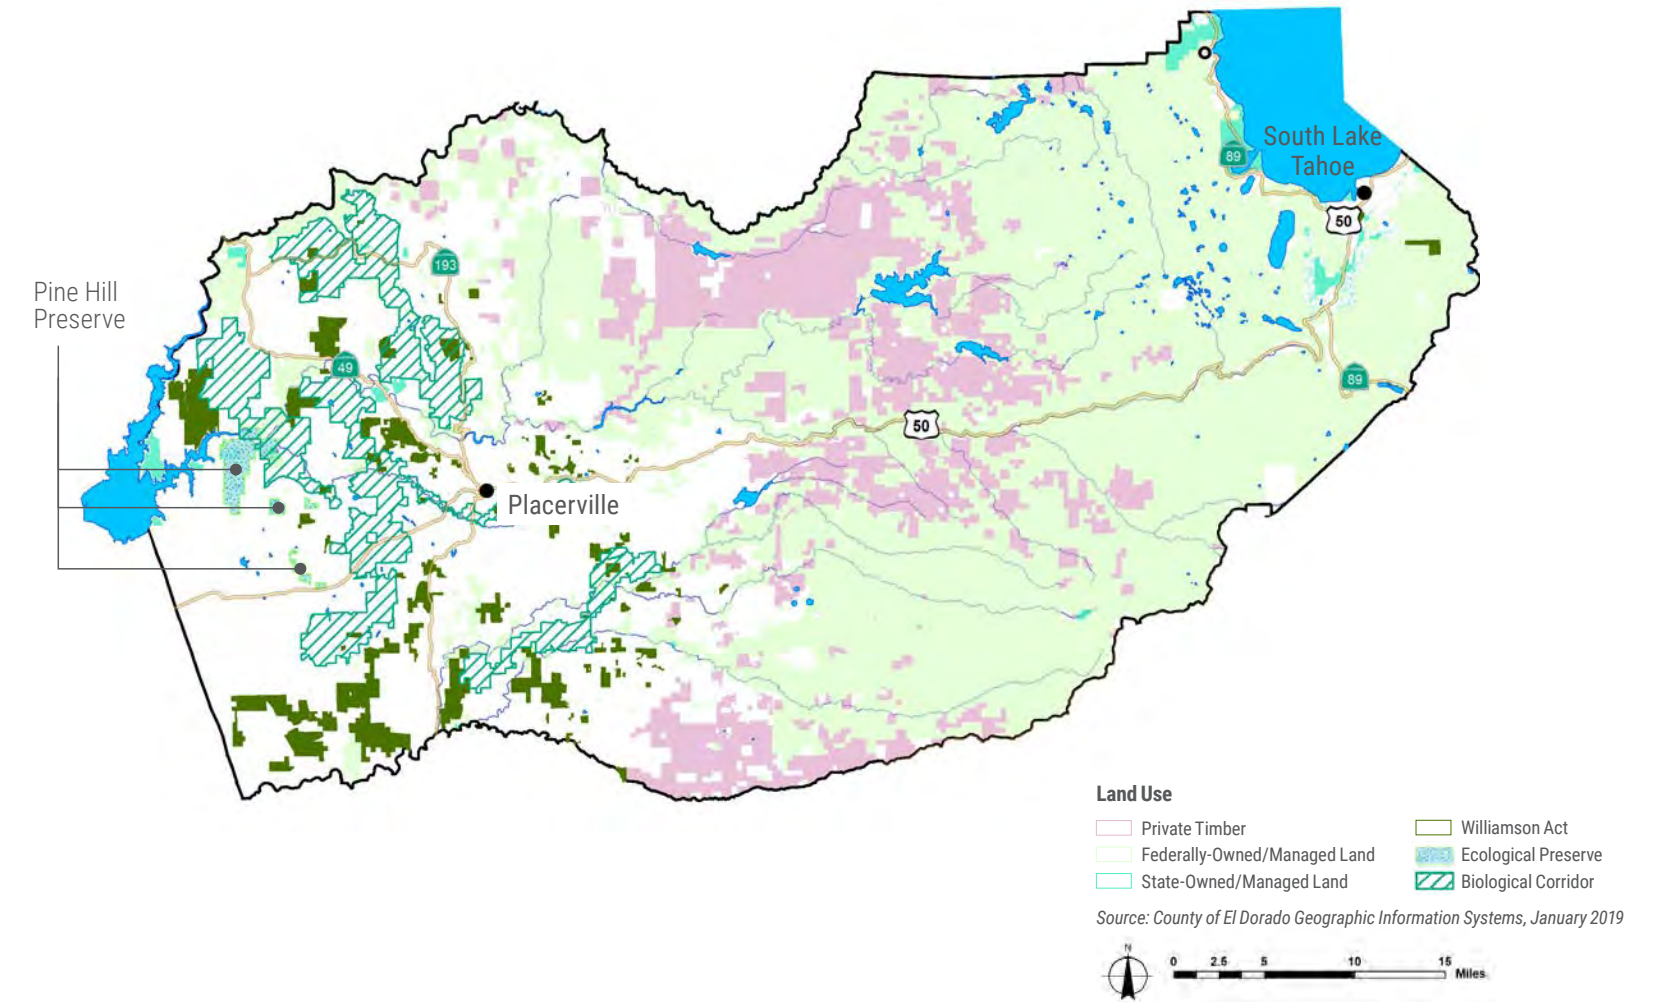 South Lake
Tahoe
89
50
193
Pine Hill
Preserve
49
89
50
Placerville
Land Use
Private Timber
Federally-Owned/Managed Land
State-Owned/Managed Land
Williamson Act
Ecological Preserve
Biological Corridor
Source: County of El Dorado Geographic Information Systems, January 2019
N
0 2.5 5 10 15
Miles